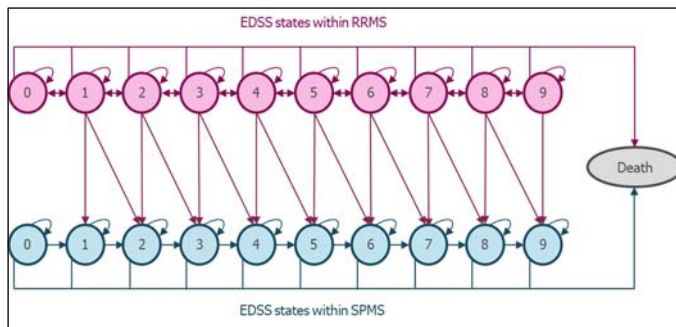 EDSS states within RRMS
0 1 2 3 4 5 6 7 8 9
Death
0 1 2 3 4 5 6 7 8 9
EDSS states within SPMS